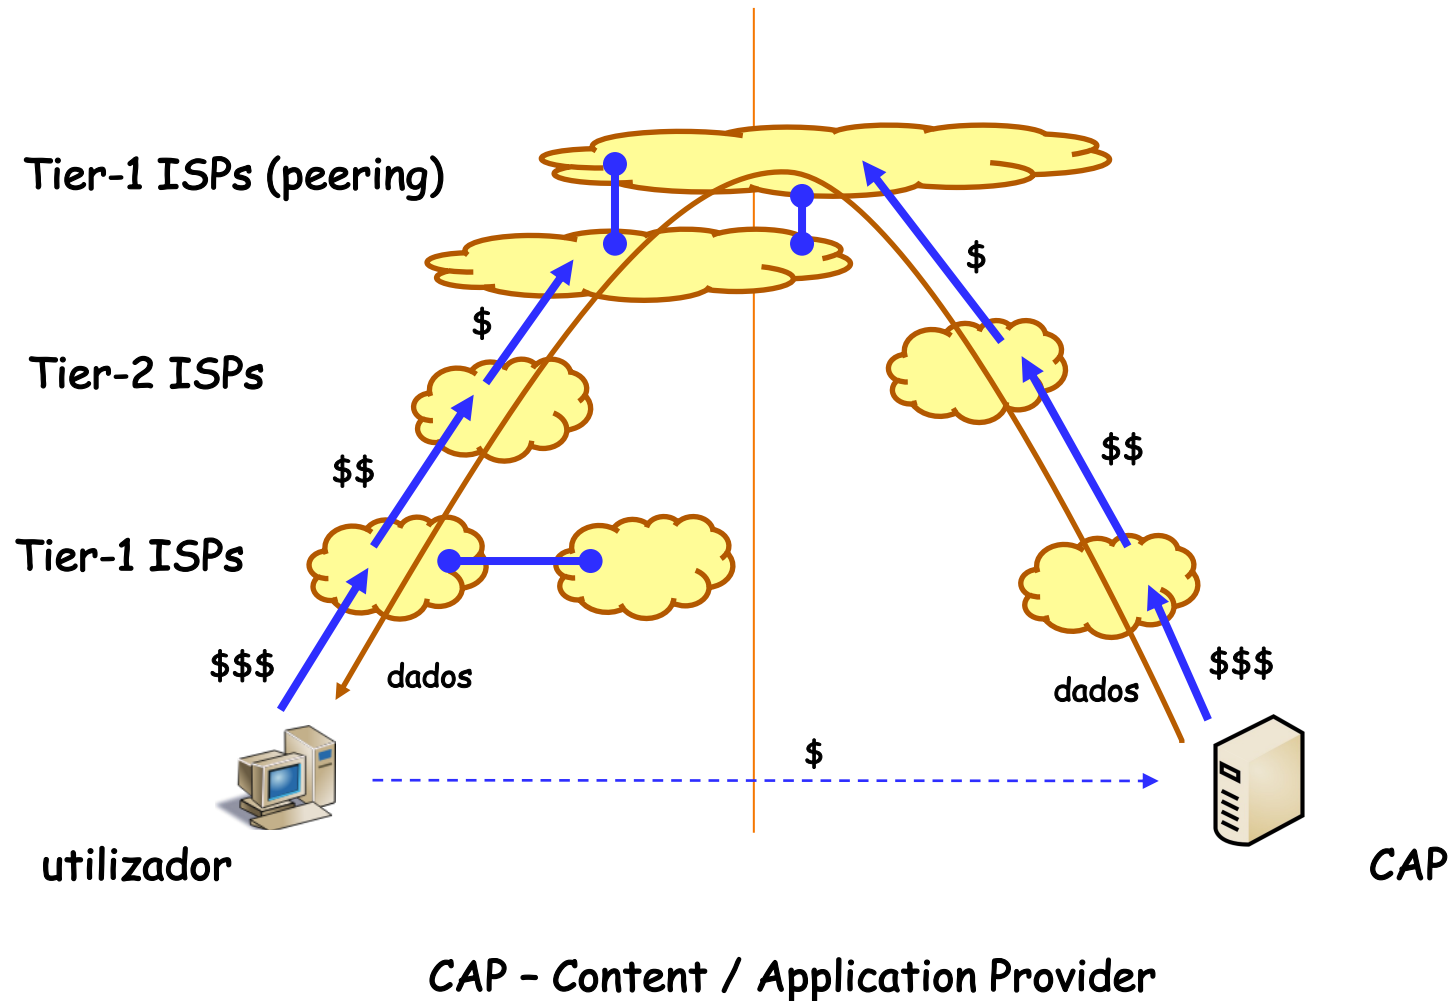 Tier-1 ISPs (peering)
$
$
Tier-2 ISPs
$$
$$
Tier-1 ISPs
$$$
dados
dados
$$$
$
utilizador
CAP
CAP – Content / Application Provider